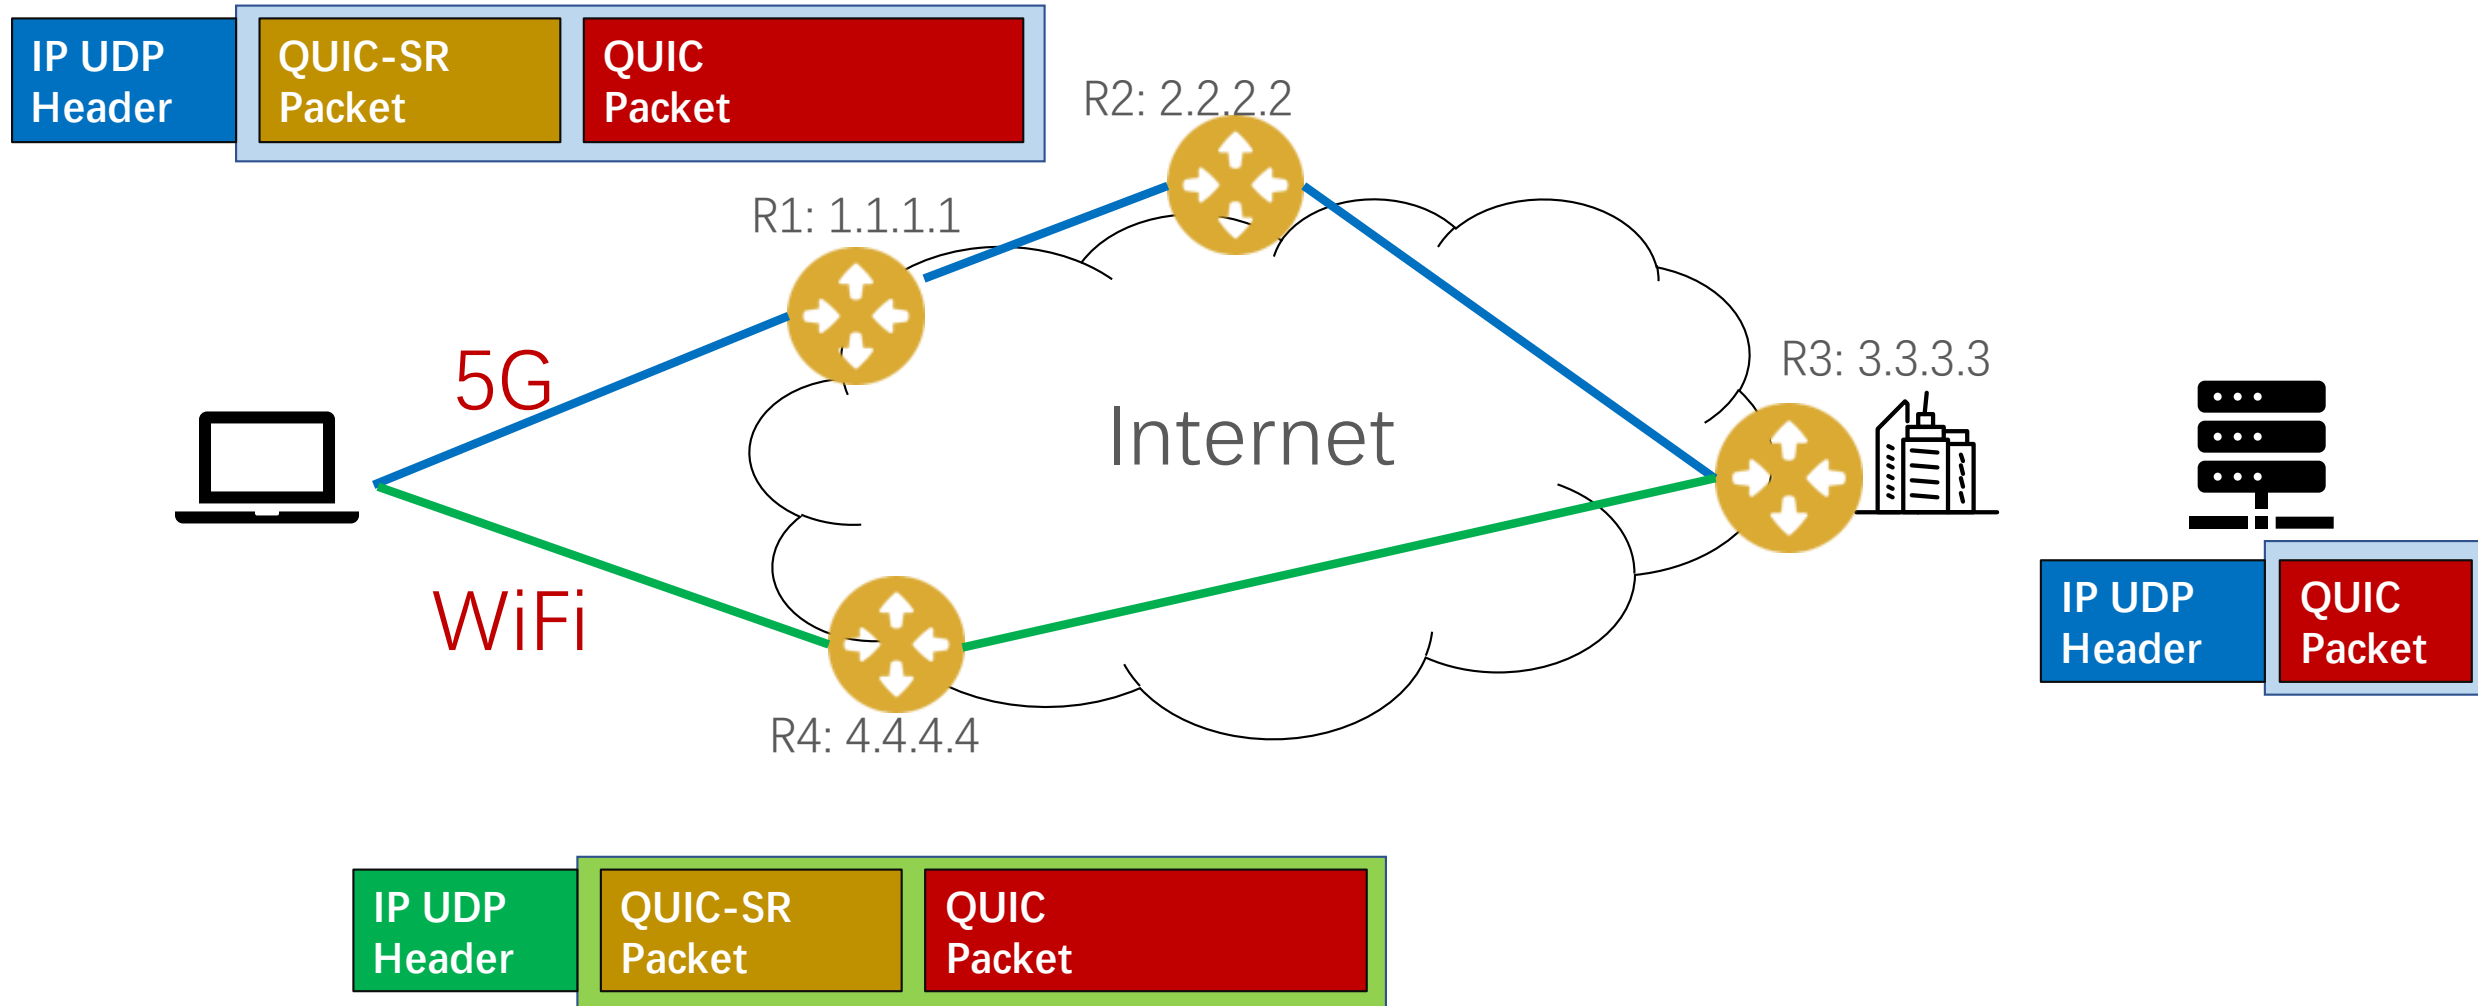 IP UDP
Header
QUIC-SR
Packet
QUIC
Packet
R2: 2.2.2.2
R1: 1.1.1.1
5G
R3: 3.3.3.3
Internet
WiFi
IP UDP
Header
QUIC
Packet
R4: 4.4.4.4
IP UDP
Header
QUIC-SR
Packet
QUIC
Packet